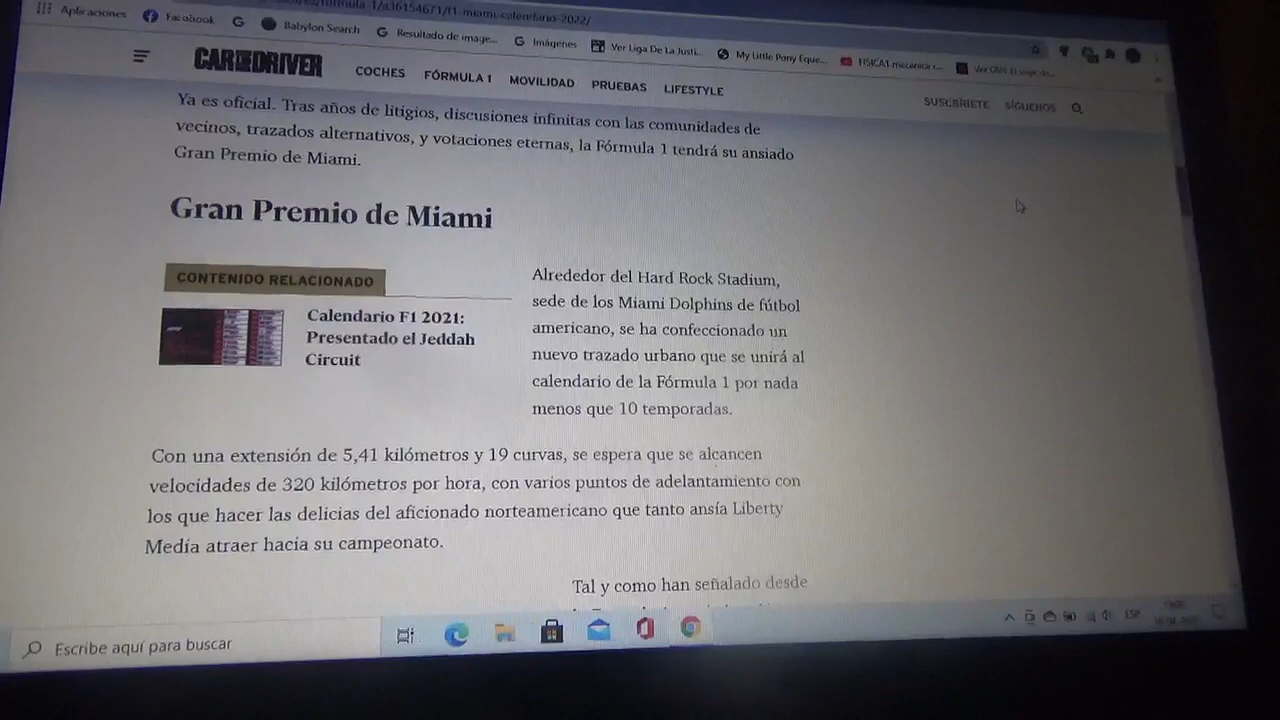 Aplicaciones Facebook Babylon Search Resultado de image... Imágenes Ver Liga De La Justi... My Little Pony Eque...
CAR AND DRIVER COCHES FÓRMULA 1 MOVILIDAD PRUEBAS LIFESTYLE SUSCRÍBETE SÍGUENOS
Ya es oficial. Tras años de litigios, discusiones infinitas con las comunidades de
vecinos, trazados alternativos, y votaciones eternas, la Fórmula 1 tendrá su ansiado
Gran Premio de Miami.
Gran Premio de Miami
CONTENIDO RELACIONADO
Calendario F1 2021:
Presentado el Jeddah
Circuit
Alrededor del Hard Rock Stadium,
sede de los Miami Dolphins de fútbol
americano, se ha confeccionado un
nuevo trazado urbano que se unirá al
calendario de la Fórmula 1 por nada
menos que 10 temporadas.
Con una extensión de 5,41 kilómetros y 19 curvas, se espera que se alcancen
velocidades de 320 kilómetros por hora, con varios puntos de adelantamiento con
los que hacer las delicias del aficionado norteamericano que tanto ansía Liberty
Media atraer hacia su campeonato.
Tal y como han señalado desde
Escribe aquí para buscar
ESP